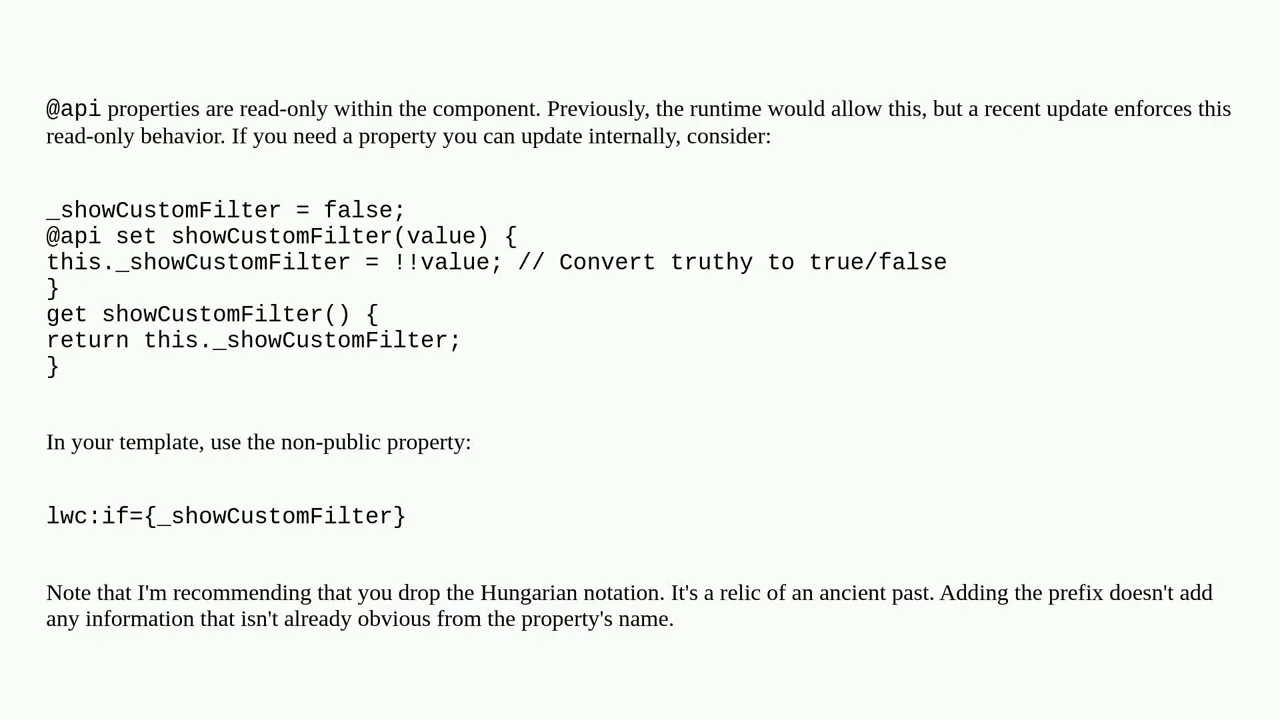 @api properties are read-only within the component. Previously, the runtime would allow this, but a recent update enforces this
read-only behavior. If you need a property you can update internally, consider:
_showCustomFilter = false;
@api set showCustomFilter(value) {
this._showCustomFilter = !!value; // Convert truthy to true/false
}
get showCustomFilter() {
return this._showCustomFilter;
}
In your template, use the non-public property:
lwc:if={_showCustomFilter}
Note that I'm recommending that you drop the Hungarian notation. It's a relic of an ancient past. Adding the prefix doesn't add
any information that isn't already obvious from the property's name.